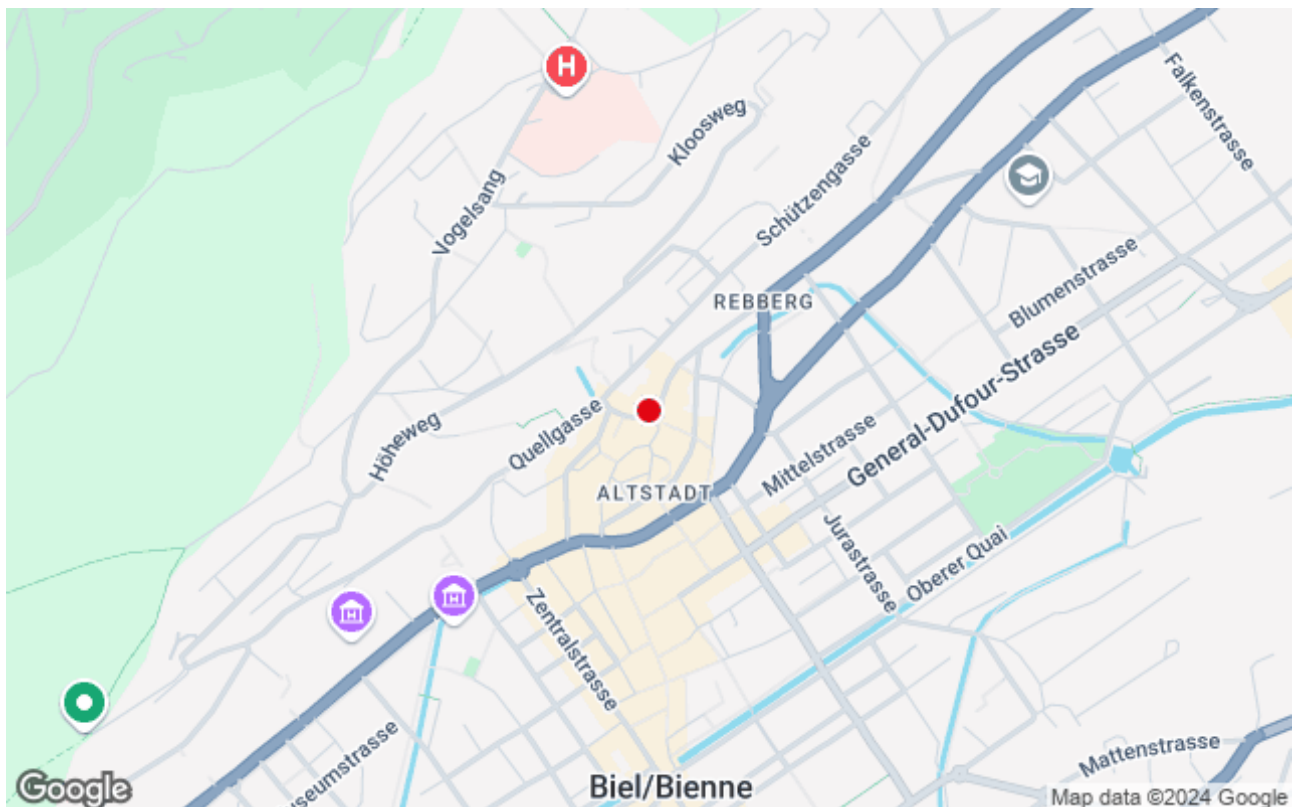 H
Kloosweg
Falkenstrasse
Vogelsang
Schützengasse
Blumenstrasse
REBBERG
General-Dufour-Strasse
Höheweg
Quellgasse
Mittelstrasse
ALTSTADT
Jurastrasse
Oberer Quai
Zentralstrasse
Mattenstrasse
useumstrasse
Biel/Bienne
Google
Map data ©2024 Google